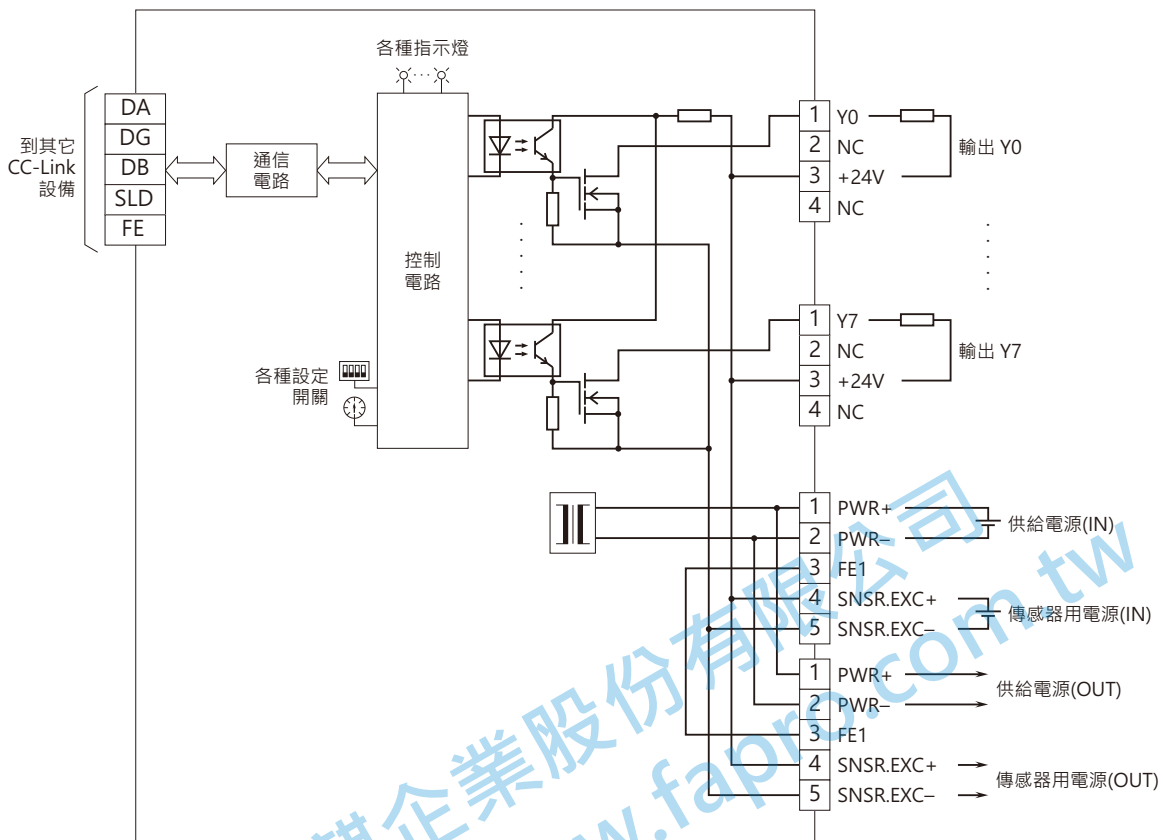 各種指示燈
到其它
CC-Link
設備
DA
DG
DB
SLD
FE
通信
電路
控制
電路
各種設定
開關
1 Y0
2 NC
3 +24V
4 NC
輸出 Y0
1 Y7
2 NC
3 +24V
4 NC
輸出 Y7
1 PWR+
2 PWR–
3 FE1
4 SNSR.EXC+
5 SNSR.EXC–
供給電源(IN)
傳感器用電源(IN)
1 PWR+
2 PWR–
3 FE1
4 SNSR.EXC+
5 SNSR.EXC–
供給電源(OUT)
傳感器用電源(OUT)
企業股份有限公司
www.fapro.com.tw